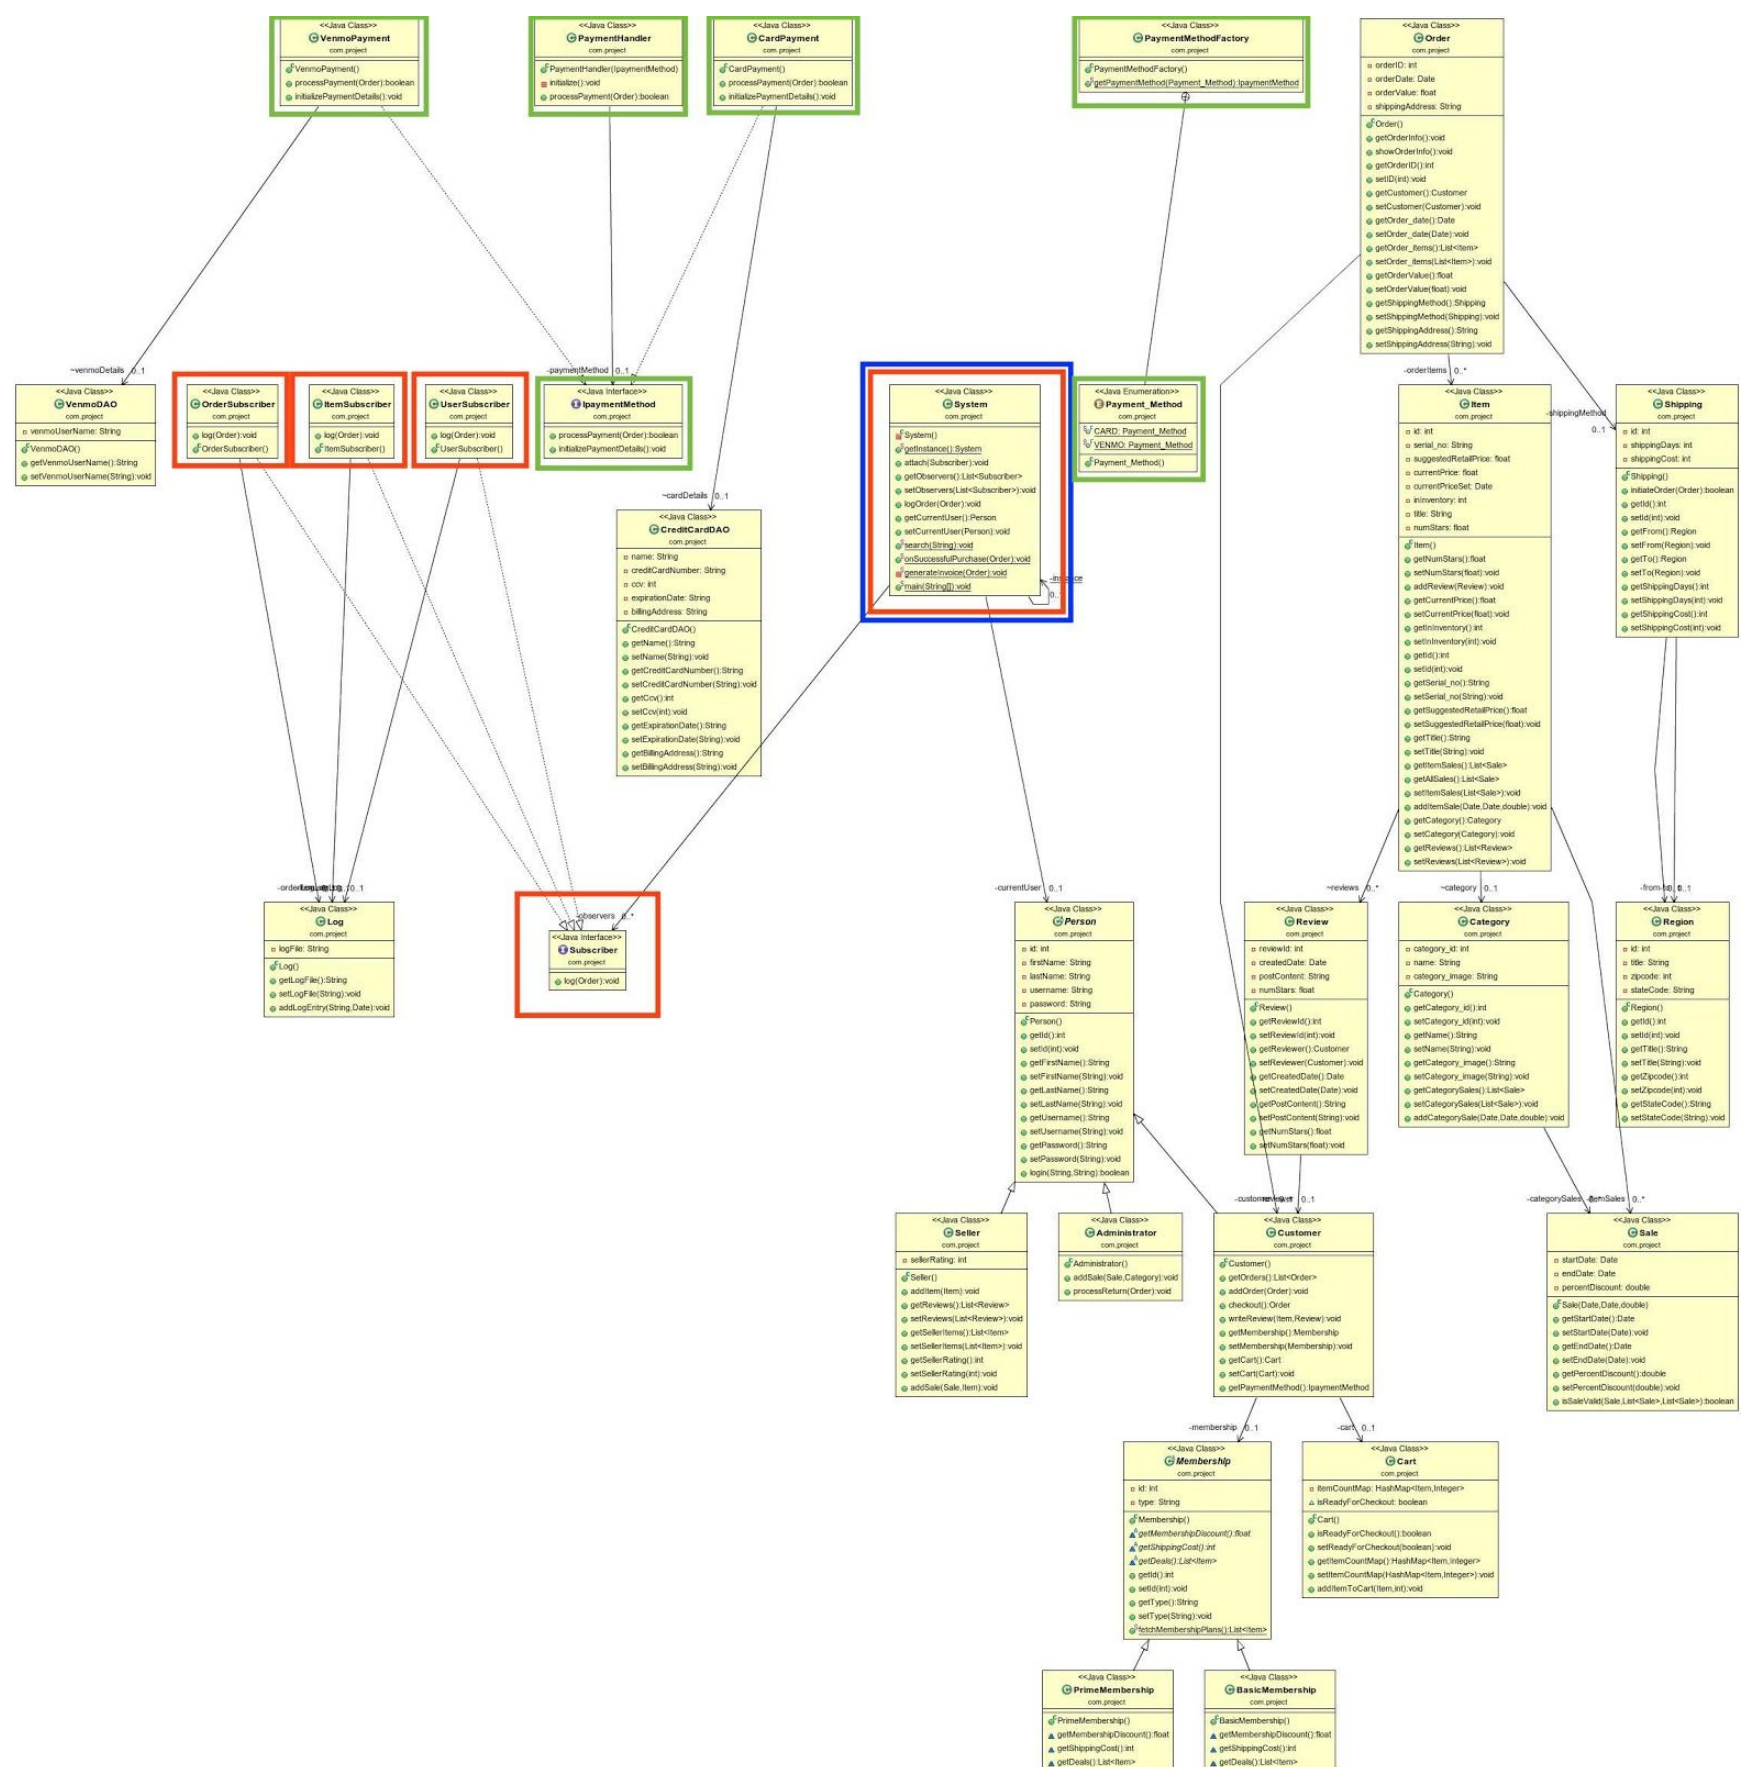 <<Java Class>>
VenmoPayment
com.project
VenmoPayment()
processPayment(Order):boolean
initializePaymentDetails():void
<<Java Class>>
PaymentHandler
com.project
PaymentHandler(IpaymentMethod)
initialize():void
processPayment(Order):boolean
<<Java Class>>
CardPayment
com.project
CardPayment()
processPayment(Order):boolean
initializePaymentDetails():void
<<Java Class>>
PaymentMethodFactory
com.project
PaymentMethodFactory()
getPaymentMethod(Payment_Method):IpaymentMethod
<<Java Class>>
Order
com.project
orderID: int
orderDate: Date
orderValue: float
shippingAddress: String
Order()
getOrderInfo():void
showOrderInfo():void
getOrderID():int
setID(int):void
getCustomer():Customer
setCustomer(Customer):void
getOrder_date():Date
setOrder_date(Date):void
getOrder_items():List<Item>
setOrder_items(List<Item>):void
getOrderValue():float
setOrderValue(float):void
getShippingMethod():Shipping
setShippingMethod(Shipping):void
getShippingAddress():String
setShippingAddress(String):void
~venmoDetails 0..1
<<Java Class>>
VenmoDAO
com.project
venmoUserName: String
VenmoDAO()
getVenmoUserName():String
setVenmoUserName(String):void
<<Java Class>>
OrderSubscriber
com.project
log(Order):void
OrderSubscriber()
<<Java Class>>
ItemSubscriber
com.project
log(Order):void
ItemSubscriber()
<<Java Class>>
UserSubscriber
com.project
log(Order):void
UserSubscriber()
-paymentMethod 0..1
<<Java Interface>>
IpaymentMethod
com.project
processPayment(Order):boolean
initializePaymentDetails():void
~cardDetails 0..1
<<Java Class>>
CreditCardDAO
com.project
name: String
creditCardNumber: String
ccv: int
expirationDate: String
billingAddress: String
CreditCardDAO()
getName():String
setName(String):void
getCreditCardNumber():String
setCreditCardNumber(String):void
getCcv():int
setCcv(int):void
getExpirationDate():String
setExpirationDate(String):void
getBillingAddress():String
setBillingAddress(String):void
<<Java Class>>
System
com.project
System()
getInstance():System
attach(Subscriber):void
getObservers():List<Subscriber>
setObservers(List<Subscriber>):void
logOrder(Order):void
getCurrentUser():Person
setCurrentUser(Person):void
search(String):void
onSuccessfulPurchase(Order):void
generateInvoice(Order):void
main(String[]):void
-instance
<<Java Enumeration>>
Payment_Method
com.project
CARD: Payment_Method
VENMO: Payment_Method
Payment_Method()
-orderItems 0..*
<<Java Class>>
Item
com.project
id: int
serial_no: String
suggestedRetailPrice: float
currentPrice: float
currentPriceSet: Date
inInventory: int
title: String
numStars: float
Item()
getNumStars():float
setNumStars(float):void
addReview(Review):void
getCurrentPrice():float
setCurrentPrice(float):void
getInInventory():int
setInInventory(int):void
getId():int
setId(int):void
getSerial_no():String
setSerial_no(String):void
getSuggestedRetailPrice():float
setSuggestedRetailPrice(float):void
getTitle():String
setTitle(String):void
getItemSales():List<Sale>
getAllSales():List<Sale>
setItemSales(List<Sale>):void
addItemSale(Date,Date,double):void
getCategory():Category
setCategory(Category):void
getReviews():List<Review>
setReviews(List<Review>):void
-shippingMethod
0..1
<<Java Class>>
Shipping
com.project
id: int
shippingDays: int
shippingCost: int
Shipping()
initiateOrder(Order):boolean
getId():int
setId(int):void
getFrom():Region
setFrom(Region):void
getTo():Region
setTo(Region):void
getShippingDays():int
setShippingDays(int):void
getShippingCost():int
setShippingCost(int):void
0..1
<<Java Class>>
Log
com.project
logFile: String
Log()
getLogFile():String
setLogFile(String):void
addLogEntry(String,Date):void
-observers 0..*
<<Java Interface>>
Subscriber
com.project
log(Order):void
-currentUser 0..1
<<Java Class>>
Person
com.project
id: int
firstName: String
lastName: String
username: String
password: String
Person()
getId():int
setId(int):void
getFirstName():String
setFirstName(String):void
getLastName():String
setLastName(String):void
getUsername():String
setUsername(String):void
getPassword():String
setPassword(String):void
login(String,String):boolean
~reviews 0..*
<<Java Class>>
Review
com.project
reviewId: int
createdDate: Date
postContent: String
numStars: float
Review()
getReviewId():int
setReviewId(int):void
getReviewer():Customer
setReviewer(Customer):void
getCreatedDate():Date
setCreatedDate(Date):void
getPostContent():String
setPostContent(String):void
getNumStars():float
setNumStars(float):void
~category 0..1
<<Java Class>>
Category
com.project
category_id: int
name: String
category_image: String
Category()
getCategory_id():int
setCategory_id(int):void
getName():String
setName(String):void
getCategory_image():String
setCategory_image(String):void
getCategorySales():List<Sale>
setCategorySales(List<Sale>):void
addCategorySale(Date,Date,double):void
<<Java Class>>
Region
com.project
id: int
title: String
zipcode: int
stateCode: String
Region()
getId():int
setId(int):void
getTitle():String
setTitle(String):void
getZipcode():int
setZipcode(int):void
getStateCode():String
setStateCode(String):void
<<Java Class>>
Seller
com.project
sellerRating: int
Seller()
addItem(Item):void
getReviews():List<Review>
setReviews(List<Review>):void
getSellerItems():List<Item>
setSellerItems(List<Item>):void
getSellerRating():int
setSellerRating(int):void
addSale(Sale,Item):void
<<Java Class>>
Administrator
com.project
Administrator()
addSale(Sale,Category):void
processReturn(Order):void
0..1
<<Java Class>>
Customer
com.project
Customer()
getOrders():List<Order>
addOrder(Order):void
checkout():Order
writeReview(Item,Review):void
getMembership():Membership
setMembership(Membership):void
getCart():Cart
setCart(Cart):void
getPaymentMethod():IpaymentMethod
-categorySales
0..*
<<Java Class>>
Sale
com.project
startDate: Date
endDate: Date
percentDiscount: double
Sale(Date,Date,double)
getStartDate():Date
setStartDate(Date):void
getEndDate():Date
setEndDate(Date):void
getPercentDiscount():double
setPercentDiscount(double):void
isSaleValid(Sale,List<Sale>,List<Sale>):boolean
-membership 0..1
<<Java Class>>
Membership
com.project
id: int
type: String
Membership()
getMembershipDiscount():float
getShippingCost():int
getDeals():List<Item>
getId():int
setId(int):void
getType():String
setType(String):void
fetchMembershipPlans():List<Item>
-cart 0..1
<<Java Class>>
Cart
com.project
itemCountMap: HashMap<Item,Integer>
isReadyForCheckout: boolean
Cart()
isReadyForCheckout():boolean
setReadyForCheckout(boolean):void
getItemCountMap():HashMap<Item,Integer>
setItemCountMap(HashMap<Item,Integer>):void
addItemToCart(Item,int):void
<<Java Class>>
PrimeMembership
com.project
PrimeMembership()
getMembershipDiscount():float
getShippingCost():int
getDeals():List<Item>
<<Java Class>>
BasicMembership
com.project
BasicMembership()
getMembershipDiscount():float
getShippingCost():int
getDeals():List<Item>